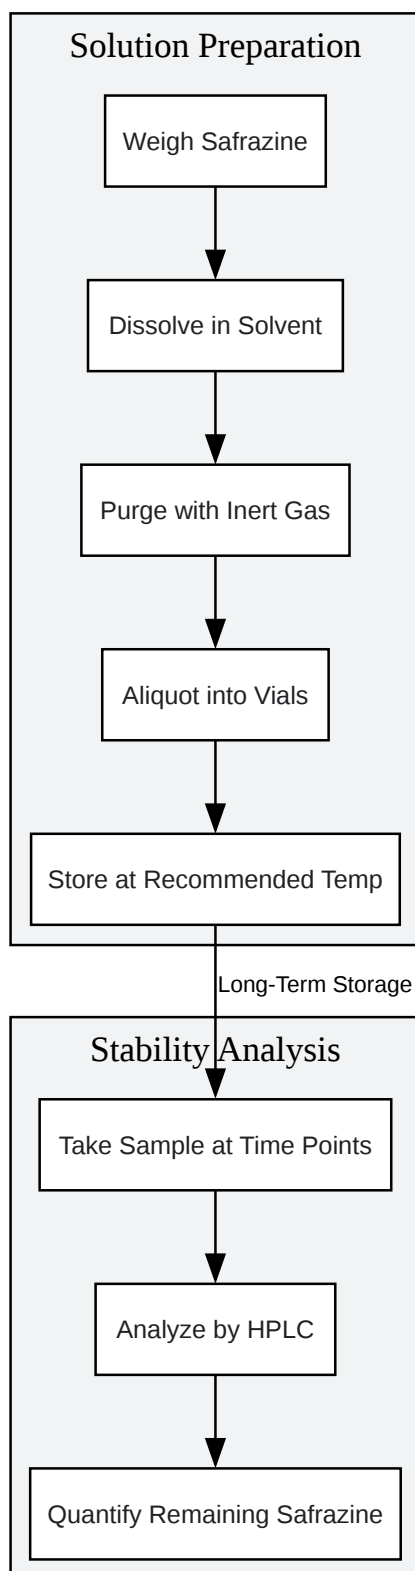 Solution Preparation
Weigh Safrazine
Dissolve in Solvent
Purge with Inert Gas
Aliquot into Vials
Store at Recommended Temp
Long-Term Storage
Stability Analysis
Take Sample at Time Points
Analyze by HPLC
Quantify Remaining Safrazine